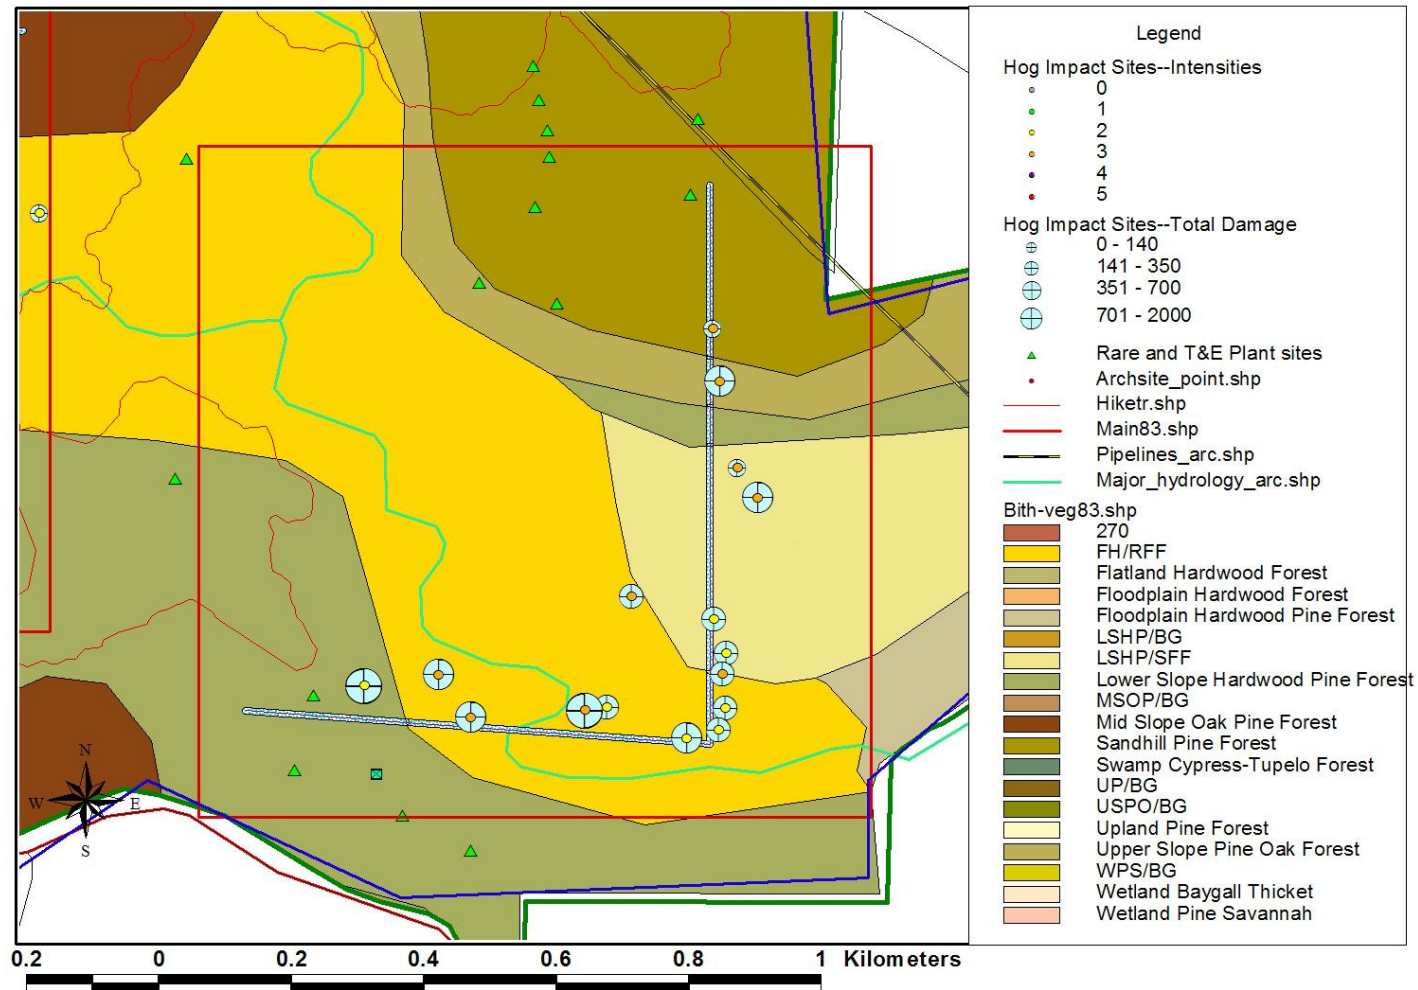 Legend
Hog Impact Sites--Intensities
0
1
2
3
4
5
Hog Impact Sites--Total Damage
0 - 140
141 - 350
351 - 700
701 - 2000
Rare and T&E Plant sites
Archsite_point.shp
Hiketr.shp
Main83.shp
Pipelines_arc.shp
Major_hydrology_arc.shp
Bith-veg83.shp
270
FH/RFF
Flatland Hardwood Forest
Floodplain Hardwood Forest
Floodplain Hardwood Pine Forest
LSHP/BG
LSHP/SFF
Lower Slope Hardwood Pine Forest
MSOP/BG
Mid Slope Oak Pine Forest
Sandhill Pine Forest
Swamp Cypress-Tupelo Forest
UP/BG
USPO/BG
Upland Pine Forest
Upper Slope Pine Oak Forest
WPS/BG
Wetland Baygall Thicket
Wetland Pine Savannah
N
W E
S
0.2 0 0.2 0.4 0.6 0.8 1 Kilometers